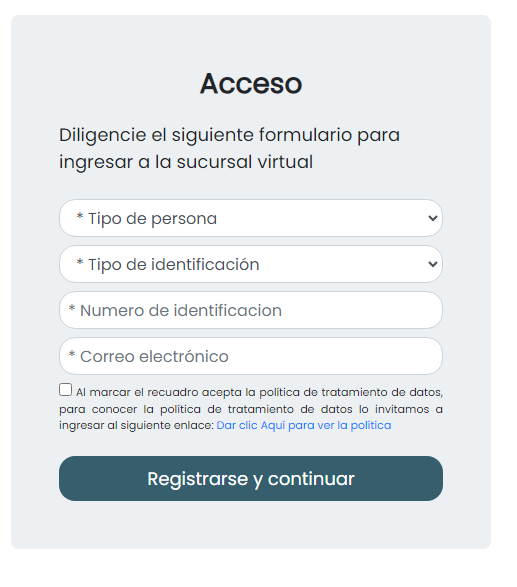 Acceso
Diligencie el siguiente formulario para
ingresar a la sucursal virtual
* Tipo de persona
* Tipo de identificación
* Numero de identificacion
* Correo electrónico
Al marcar el recuadro acepta la política de tratamiento de datos,
para conocer la política de tratamiento de datos lo invitamos a
ingresar al siguiente enlace: Dar clic Aquí para ver la política
Registrarse y continuar